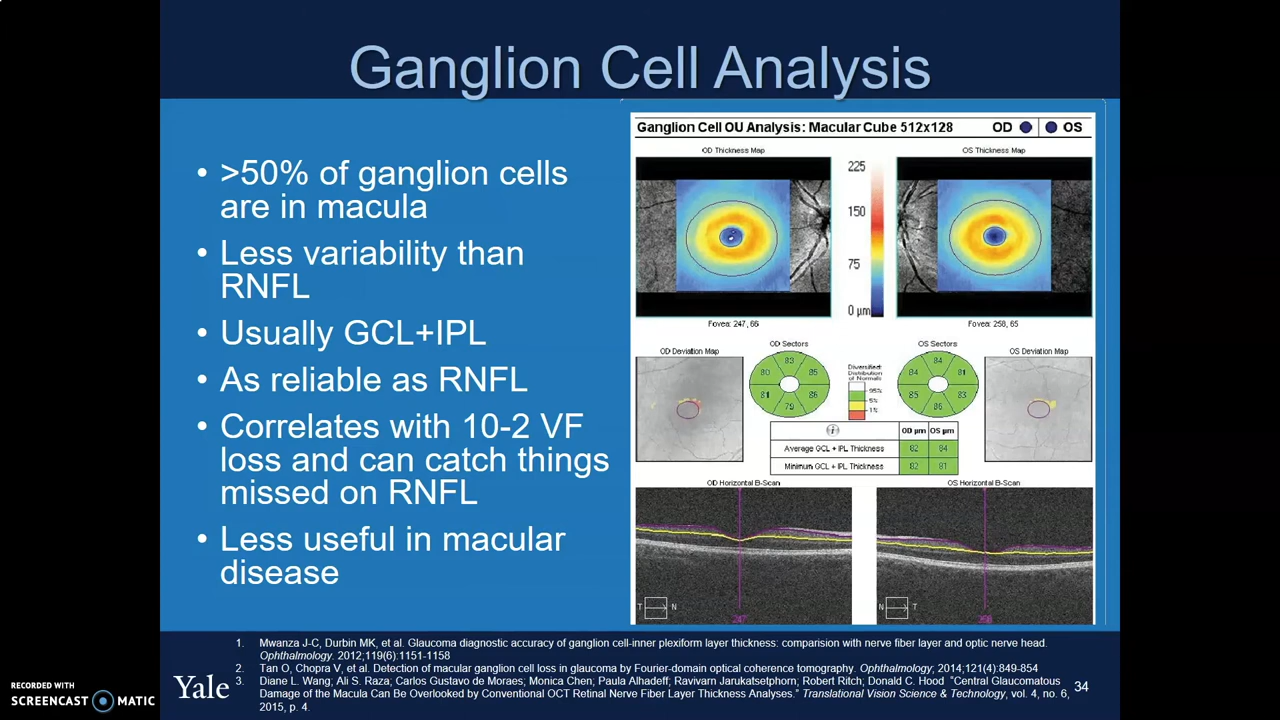 Ganglion Cell Analysis
• >50% of ganglion cells
are in macula
• Less variability than
RNFL
• Usually GCL+IPL
• As reliable as RNFL
• Correlates with 10-2 VF
loss and can catch things
missed on RNFL
• Less useful in macular
disease
Ganglion Cell OU Analysis: Macular Cube 512x128 OD OS
OD Thickness Map
OS Thickness Map
225
150
75
0 µm
Fovea: 247, 66
Fovea: 258, 65
OD Deviation Map
OD Sectors
OS Sectors
OS Deviation Map
83
80 85
81 86
79
Diversified:
Distribution
of Normals
95%
5%
1%
84
84 81
85 83
86
OD µm OS µm
Average GCL + IPL Thickness 82 84
Minimum GCL + IPL Thickness 82 81
OD Horizontal B-Scan
OS Horizontal B-Scan
T N
247
N T
258
1. Mwanza J-C, Durbin MK, et al. Glaucoma diagnostic accuracy of ganglion cell-inner plexiform layer thickness: comparision with nerve fiber layer and optic nerve head.
Ophthalmology. 2012;119(6):1151-1158
2. Tan O, Chopra V, et al. Detection of macular ganglion cell loss in glaucoma by Fourier-domain optical coherence tomography. Ophthalmology; 2014;121(4):849-854
3. Diane L. Wang; Ali S. Raza; Carlos Gustavo de Moraes; Monica Chen; Paula Alhadeff; Ravivarn Jarukatsetphorn; Robert Ritch; Donald C. Hood "Central Glaucomatous
Damage of the Macula Can Be Overlooked by Conventional OCT Retinal Nerve Fiber Layer Thickness Analyses." Translational Vision Science & Technology, vol. 4, no. 6,
2015, p. 4.
Yale
34
RECORDED WITH
SCREENCAST MATIC